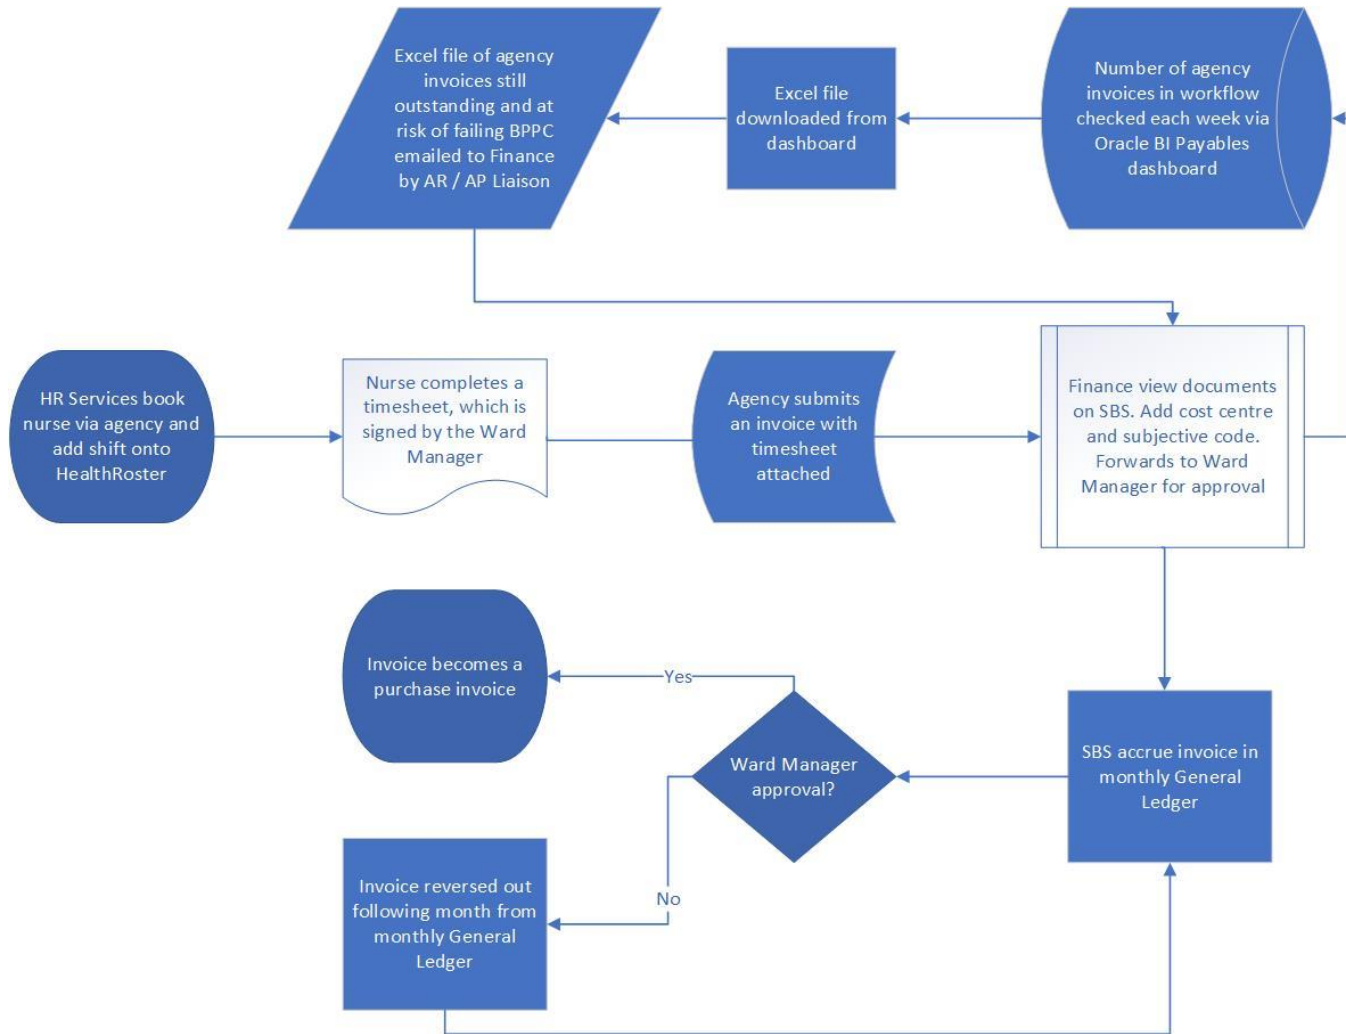 Excel file of agency
invoices still
outstanding and at
risk of failing BPPC
emailed to Finance
by AR / AP Liaison
Excel file
downloaded from
dashboard
Number of agency
invoices in workflow
checked each week via
Oracle BI Payables
dashboard
HR Services book
nurse via agency and
add shift onto
HealthRoster
Nurse completes a
timesheet, which is
signed by the Ward
Manager
Agency submits
an invoice with
timesheet
attached
Finance view documents
on SBS. Add cost centre
and subjective code.
Forwards to Ward
Manager for approval
Invoice becomes a
purchase invoice
Yes
Ward Manager
approval?
SBS accrue invoice in
monthly General
Ledger
No
Invoice reversed out
following month from
monthly General
Ledger